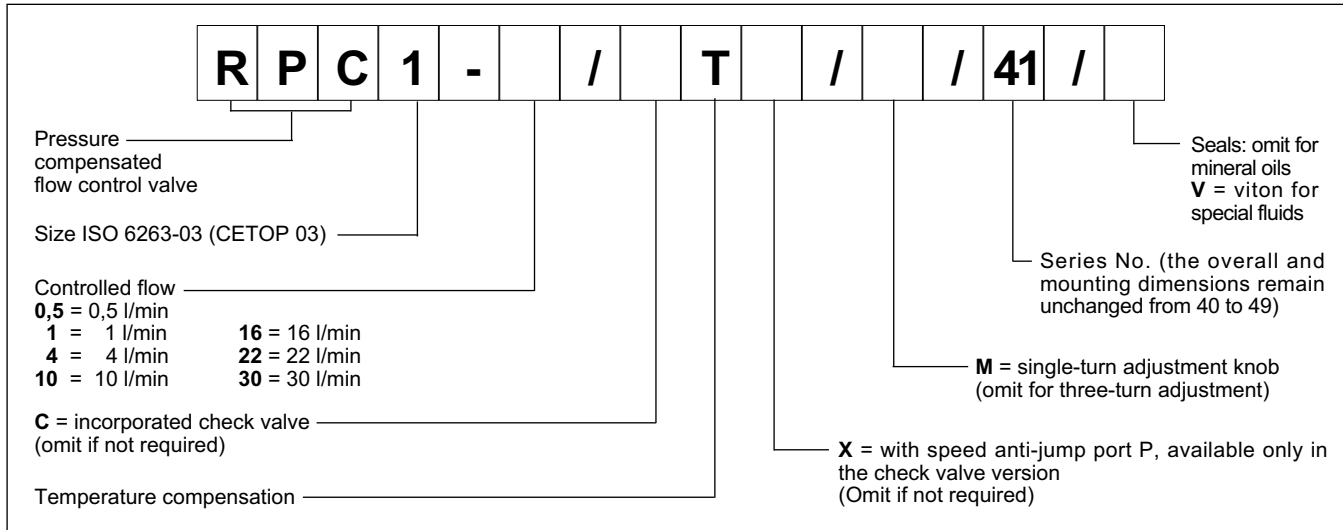 R P C 1 - / T / / 41 /
Pressure
compensated
flow control valve
Size ISO 6263-03 (CETOP 03)
Controlled flow
0,5 = 0,5 l/min
1 = 1 l/min 16 = 16 l/min
4 = 4 l/min 22 = 22 l/min
10 = 10 l/min 30 = 30 l/min
C = incorporated check valve
(omit if not required)
Temperature compensation
Seals: omit for
mineral oils
V = viton for
special fluids
Series No. (the overall and
mounting dimensions remain
unchanged from 40 to 49)
M = single-turn adjustment knob
(omit for three-turn adjustment)
X = with speed anti-jump port P, available only in
the check valve version
(Omit if not required)